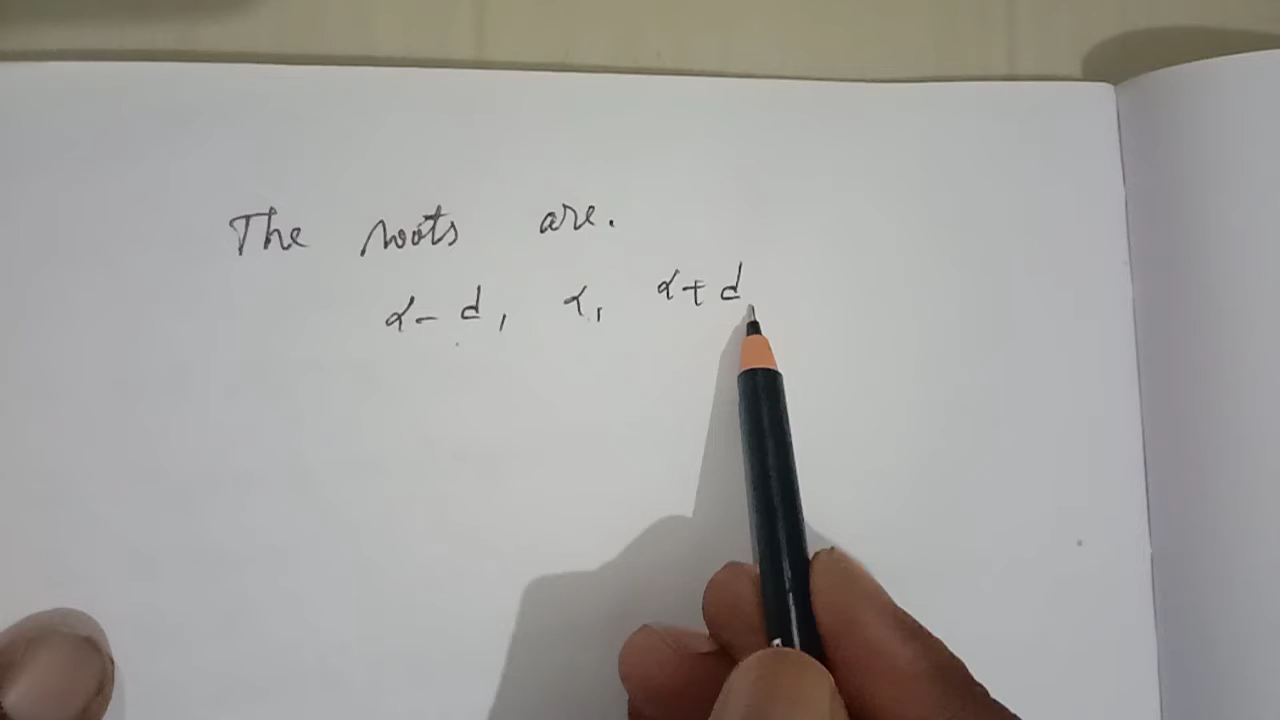 The roots are.
α - d, α, α + d